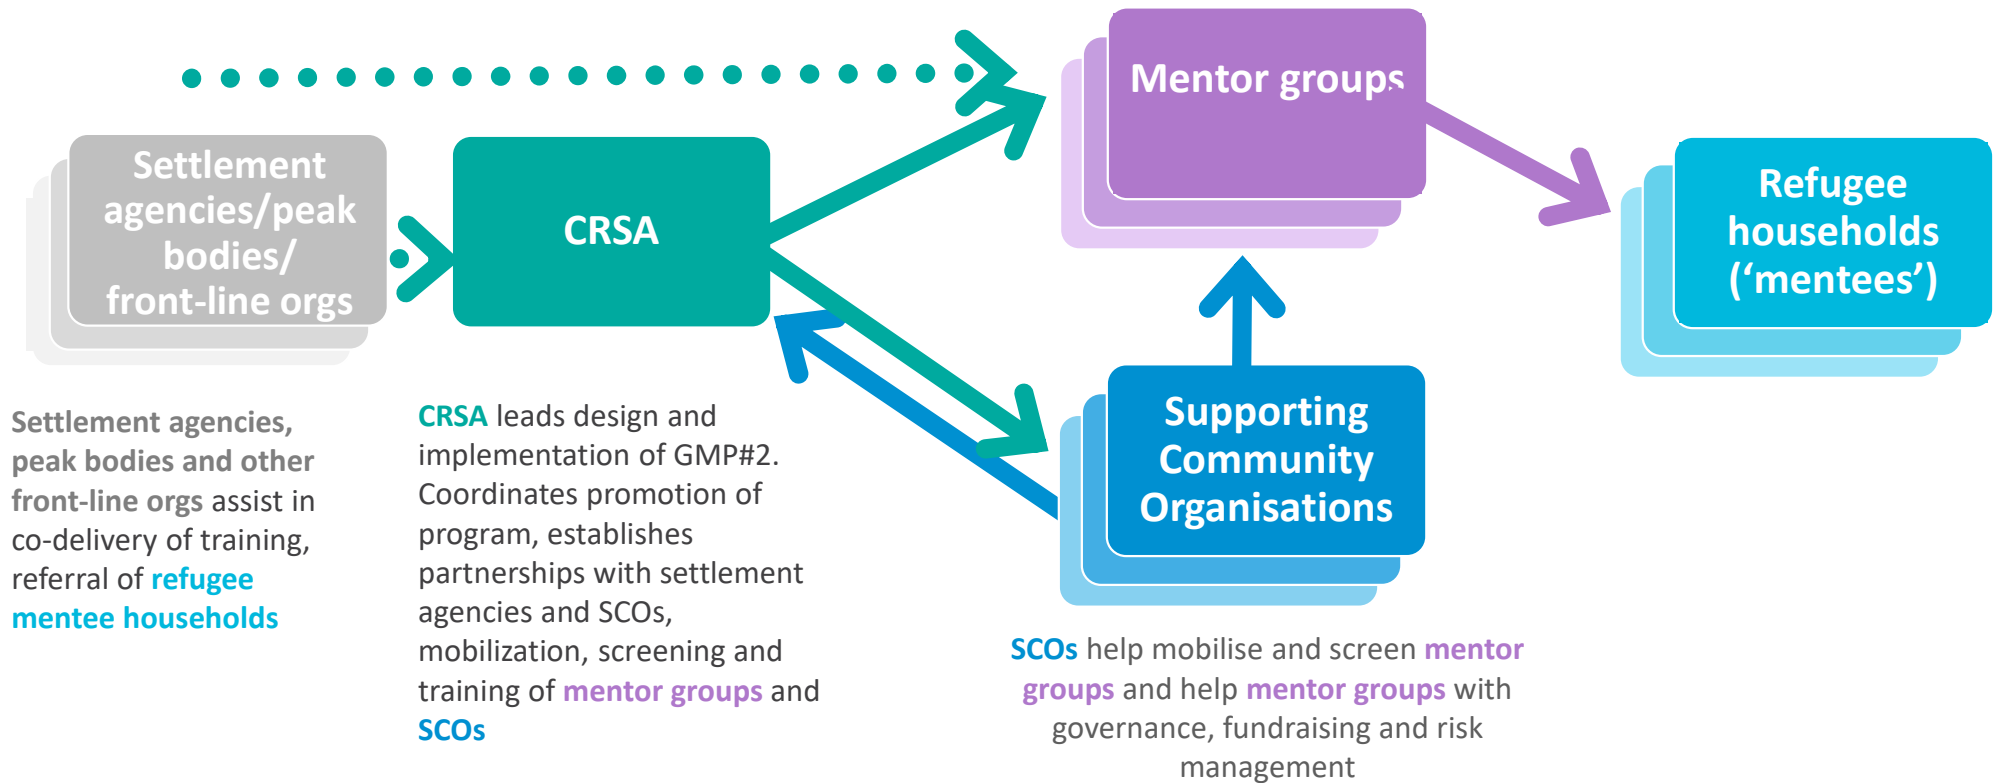 Mentor groups
Settlement
agencies/peak
bodies/
front-line orgs
CRSA
Refugee
households
(‘mentees’)
Supporting
Community
Organisations
Settlement agencies,
peak bodies and other
front-line orgs assist in
co-delivery of training,
referral of refugee
mentee households
CRSA leads design and
implementation of GMP#2.
Coordinates promotion of
program, establishes
partnerships with settlement
agencies and SCOs,
mobilization, screening and
training of mentor groups and
SCOs
SCOs help mobilise and screen mentor
groups and help mentor groups with
governance, fundraising and risk
management